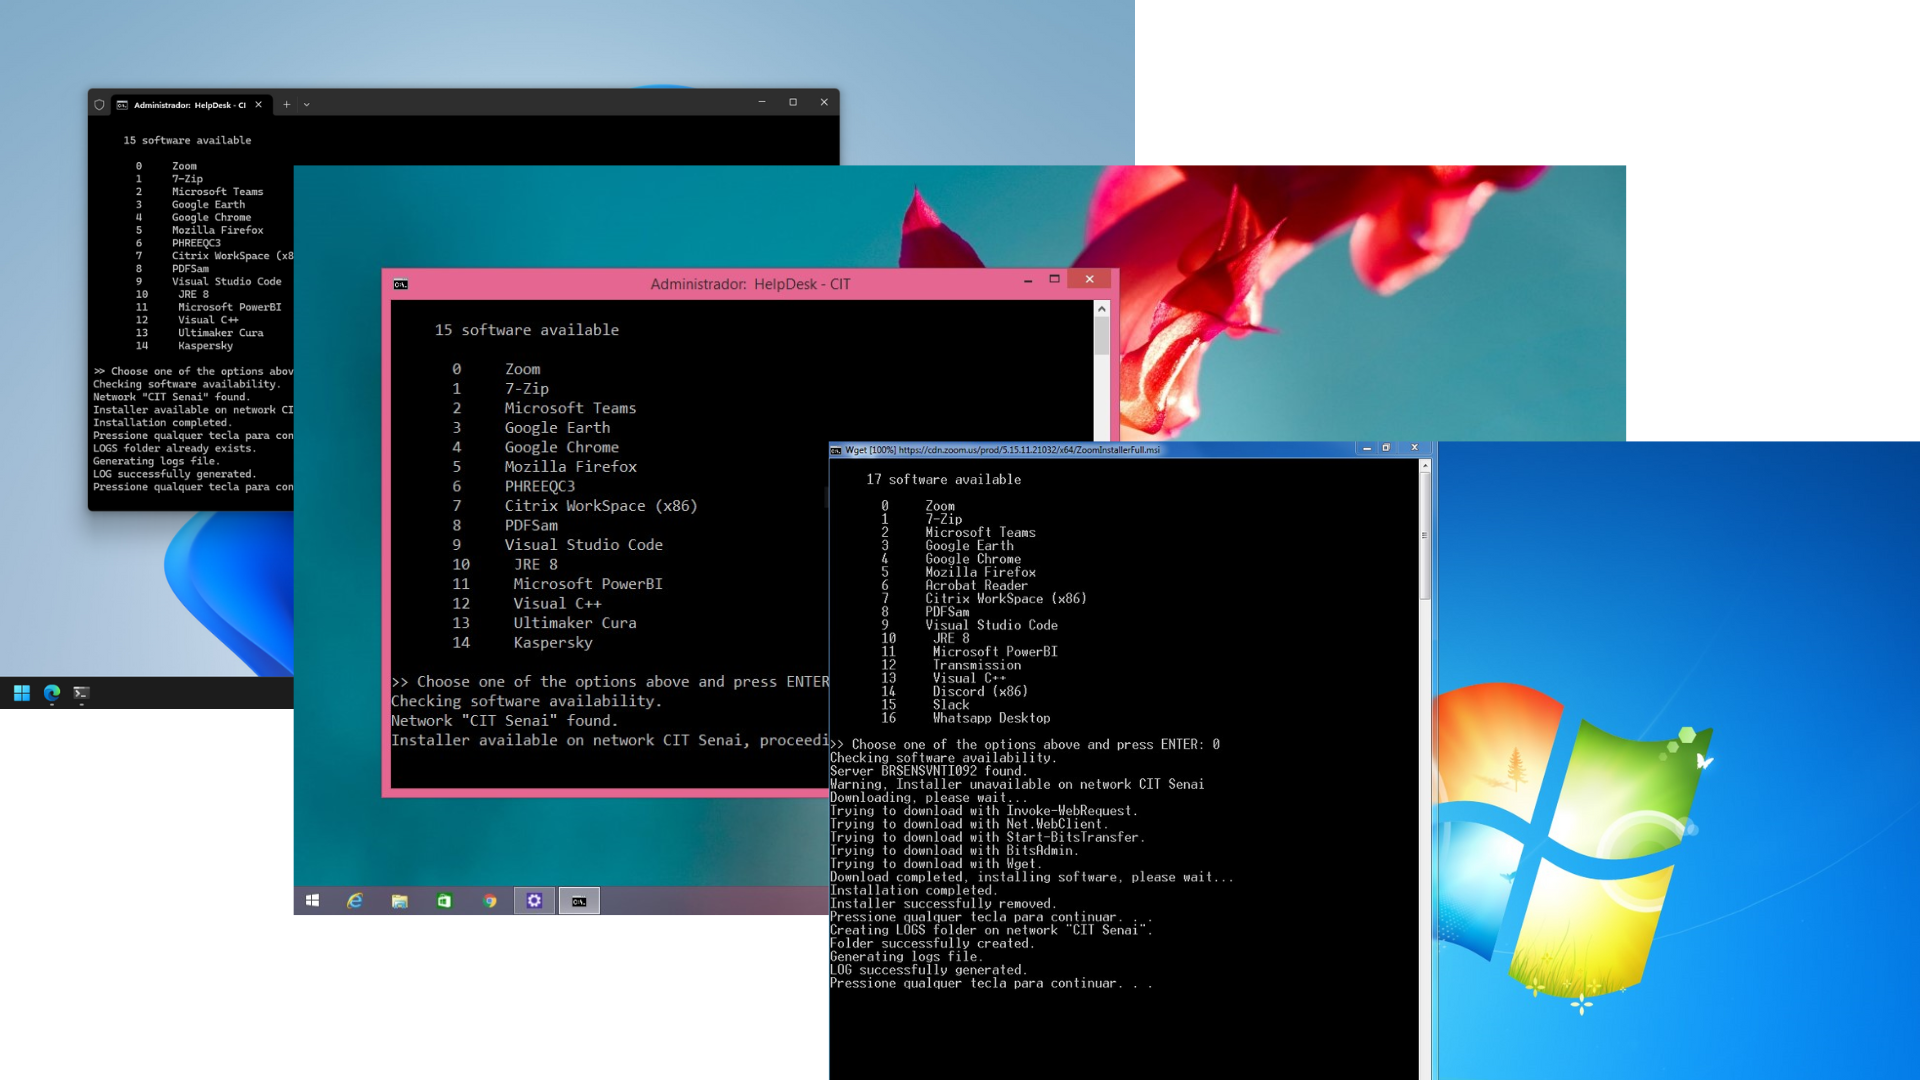 Administrador: HelpDesk - CIT
15 software available
0 Zoom
1 7-Zip
2 Microsoft Teams
3 Google Earth
4 Google Chrome
5 Mozilla Firefox
6 PHREEQC3
7 Citrix WorkSpace (x8
8 PDFSam
9 Visual Studio Code
10 JRE 8
11 Microsoft PowerBI
12 Visual C++
13 Ultimaker Cura
14 Kaspersky
>> Choose one of the options abov
Checking software availability.
Network "CIT Senai" found.
Installer available on network CI
Installation completed.
Pressione qualquer tecla para con
LOGS folder already exists.
Generating logs file.
LOG successfully generated.
Pressione qualquer tecla para con
Administrador: HelpDesk - CIT
15 software available
0 Zoom
1 7-Zip
2 Microsoft Teams
3 Google Earth
4 Google Chrome
5 Mozilla Firefox
6 PHREEQC3
7 Citrix WorkSpace (x86)
8 PDFSam
9 Visual Studio Code
10 JRE 8
11 Microsoft PowerBI
12 Visual C++
13 Ultimaker Cura
14 Kaspersky
>> Choose one of the options above and press ENTER
Checking software availability.
Network "CIT Senai" found.
Installer available on network CIT Senai, proceedi
Wget [100%] https://cdn.zoom.us/prod/5.15.11.21032/x64/ZoomInstallerFull.msi
17 software available
0 Zoom
1 7-Zip
2 Microsoft Teams
3 Google Earth
4 Google Chrome
5 Mozilla Firefox
6 Acrobat Reader
7 Citrix WorkSpace (x86)
8 PDFSam
9 Visual Studio Code
10 JRE 8
11 Microsoft PowerBI
12 Transmission
13 Visual C++
14 Discord (x86)
15 Slack
16 Whatsapp Desktop
>> Choose one of the options above and press ENTER: 0
Checking software availability.
Server BRSENSVNTI092 found.
Warning, Installer unavailable on network CIT Senai
Downloading, please wait...
Trying to download with Invoke-WebRequest.
Trying to download with Net.WebClient.
Trying to download with Start-BitsTransfer.
Trying to download with BitsAdmin.
Trying to download with Wget.
Download completed, installing software, please wait...
Installation completed.
Installer successfully removed.
Pressione qualquer tecla para continuar. . .
Creating LOGS folder on network "CIT Senai".
Folder successfully created.
Generating logs file.
LOG successfully generated.
Pressione qualquer tecla para continuar. . .